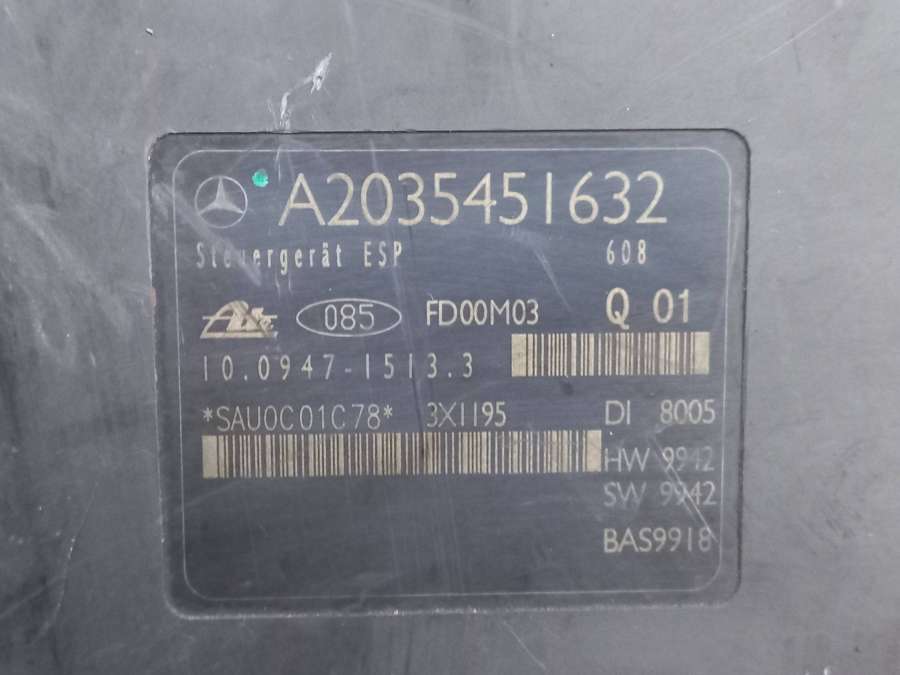 A2035451632
Steuergerät ESP 608
Ate 085 FD00M03 Q 01
10.0947-1513.3
*SAU0C01C78* 3X1195 DI 8005
HW 9942
SW 9942
BAS9918